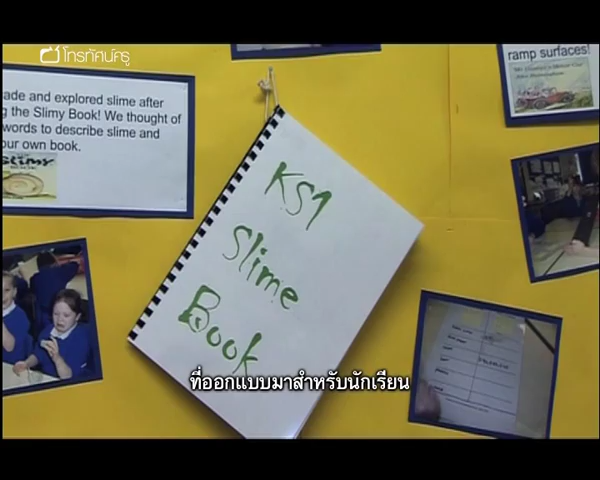 โทรทัศน์ครู
ade and explored slime after
g the Slimy Book! We thought of
words to describe slime and
our own book.
Slimy
ramp surfaces!
KS1
Slime
Book
ที่ออกแบบมาสำหรับนักเรียน